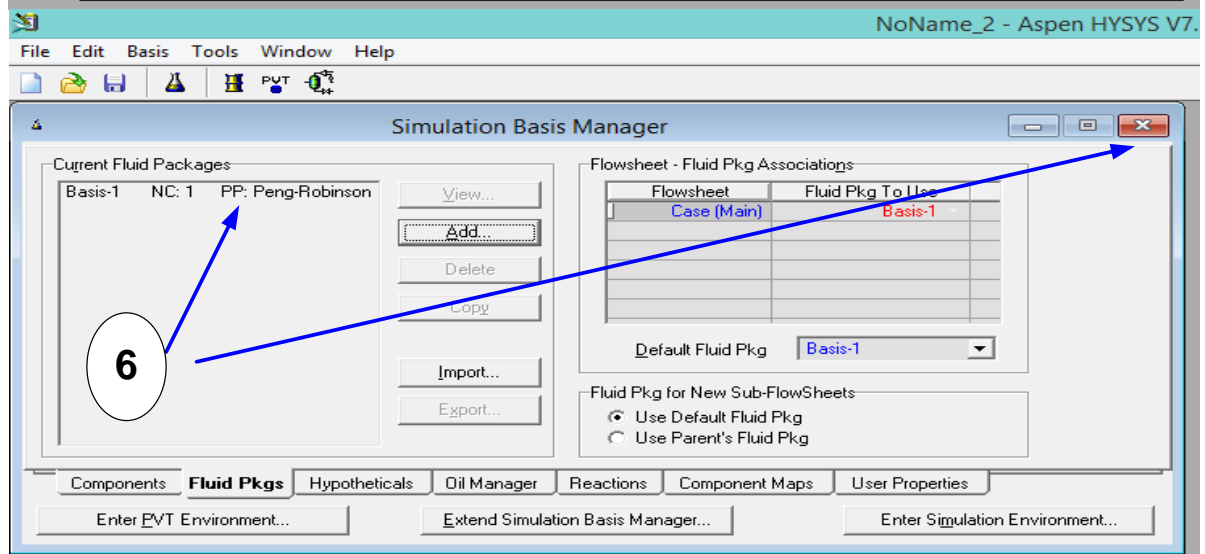 NoName_2 - Aspen HYSYS V7.
File Edit Basis Tools Window Help
PVT
Simulation Basis Manager
Current Fluid Packages
Basis-1 NC: 1 PP: Peng-Robinson
View...
Add...
Delete
Copy
Import...
Export...
6
Flowsheet - Fluid Pkg Associations
Flowsheet Fluid Pkg To Use
Case (Main) Basis-1
Default Fluid Pkg Basis-1
Fluid Pkg for New Sub-FlowSheets
Use Default Fluid Pkg
Use Parent's Fluid Pkg
Components Fluid Pkgs Hypotheticals Oil Manager Reactions Component Maps User Properties
Enter PVT Environment... Extend Simulation Basis Manager... Enter Simulation Environment...